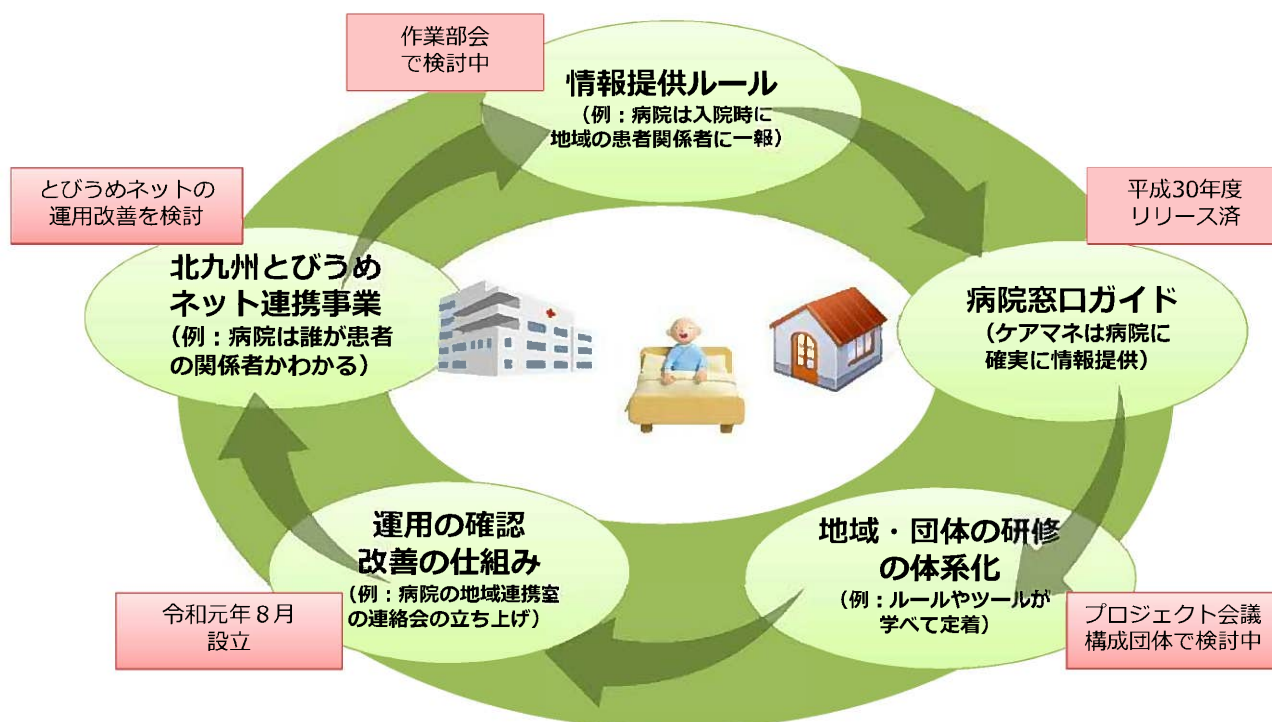 作業部会
で検討中
情報提供ルール
（例：病院は入院時に
地域の患者関係者に一報）
とびうめネットの
運用改善を検討
平成30年度
リリース済
北九州とびうめ
ネット連携事業
（例：病院は誰が患者
の関係者かわかる）
病院窓口ガイド
（ケアマネは病院に
確実に情報提供）
運用の確認
改善の仕組み
（例：病院の地域連携室
の連絡会の立ち上げ）
地域・団体の研修
の体系化
（例：ルールやツールが
学べて定着）
令和元年８月
設立
プロジェクト会議
構成団体で検討中